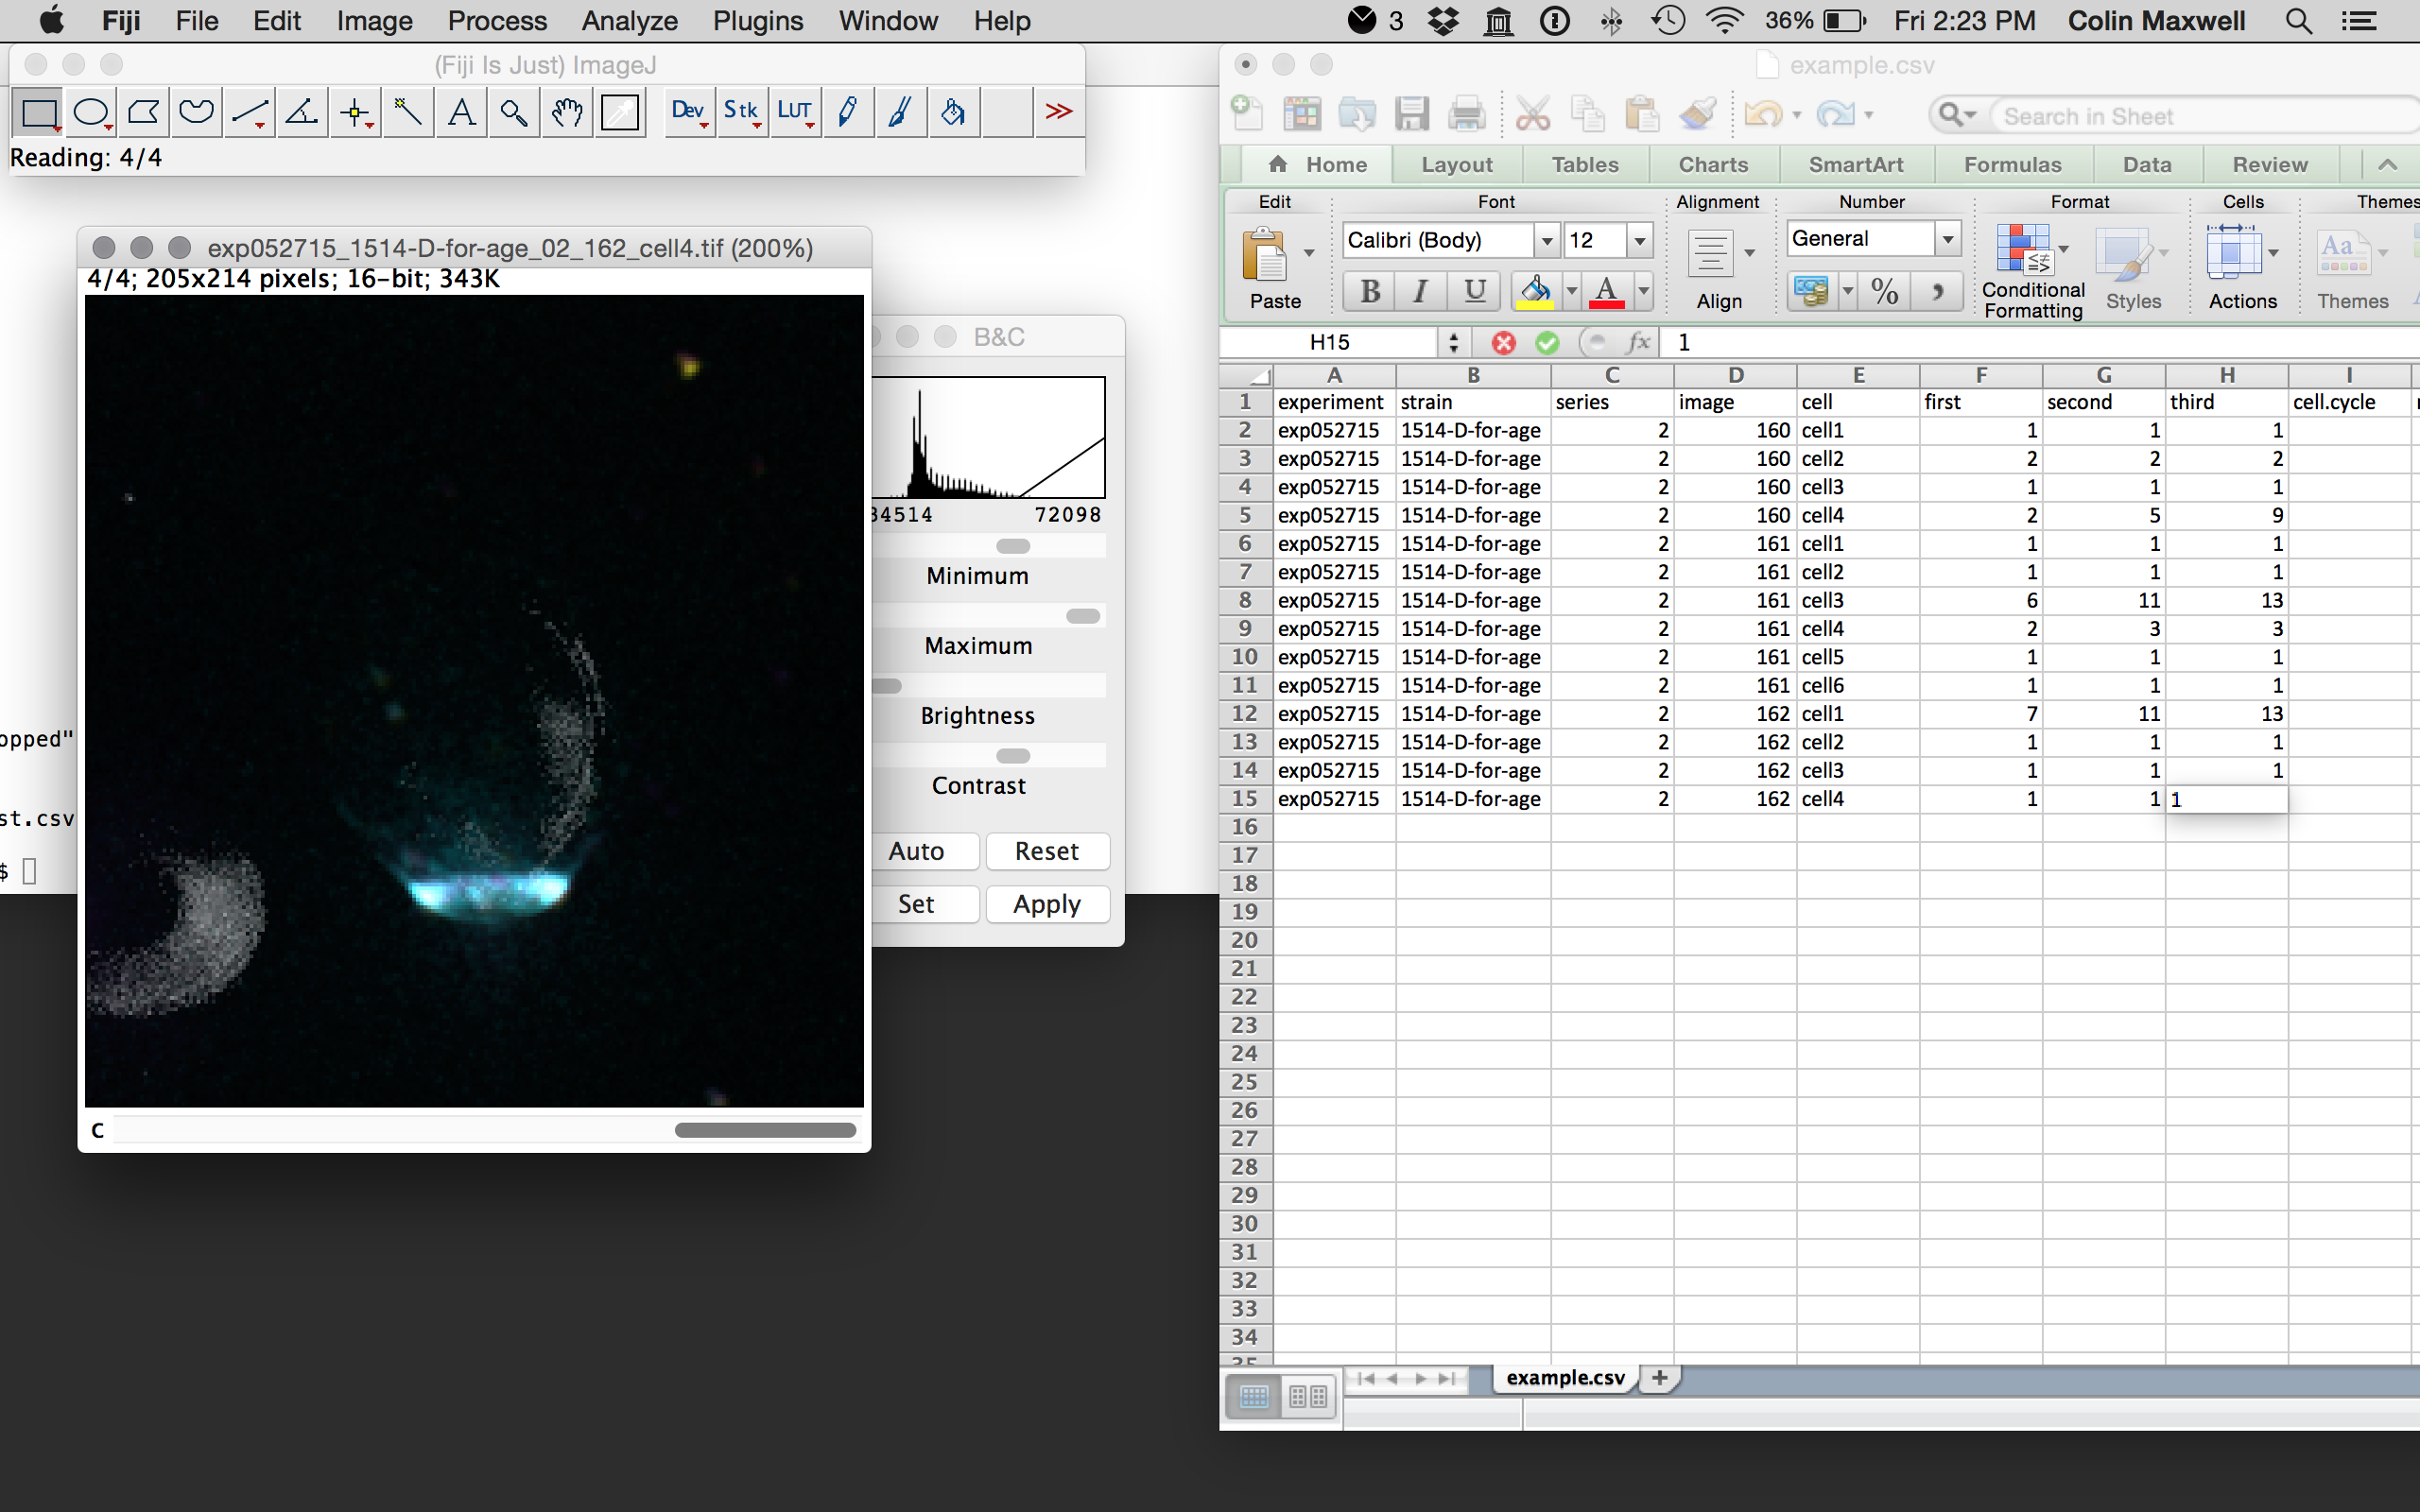 Fiji File Edit Image Process Analyze Plugins Window Help 3 36% Fri 2:23 PM Colin Maxwell
(Fiji Is Just) ImageJ
A Dev Stk LUT >>
Reading: 4/4
exp052715_1514-D-for-age_02_162_cell4.tif (200%)
4/4; 205x214 pixels; 16-bit; 343K
C
B&C
34514 72098
Minimum
Maximum
Brightness
Contrast
Auto Reset
Set Apply
opped"
st.csv
$
example.csv
Search in Sheet
Home Layout Tables Charts SmartArt Formulas Data Review
Edit Font Alignment Number Format Cells Themes
Calibri (Body) 12 General
Paste B I U A Align % , Conditional Formatting Styles Actions Aa Themes
H15 fx 1
A B C D E F G H I
1 experiment strain series image cell first second third cell.cycle
2 exp052715 1514-D-for-age 2 160 cell1 1 1 1
3 exp052715 1514-D-for-age 2 160 cell2 2 2 2
4 exp052715 1514-D-for-age 2 160 cell3 1 1 1
5 exp052715 1514-D-for-age 2 160 cell4 2 5 9
6 exp052715 1514-D-for-age 2 161 cell1 1 1 1
7 exp052715 1514-D-for-age 2 161 cell2 1 1 1
8 exp052715 1514-D-for-age 2 161 cell3 6 11 13
9 exp052715 1514-D-for-age 2 161 cell4 2 3 3
10 exp052715 1514-D-for-age 2 161 cell5 1 1 1
11 exp052715 1514-D-for-age 2 161 cell6 1 1 1
12 exp052715 1514-D-for-age 2 162 cell1 7 11 13
13 exp052715 1514-D-for-age 2 162 cell2 1 1 1
14 exp052715 1514-D-for-age 2 162 cell3 1 1 1
15 exp052715 1514-D-for-age 2 162 cell4 1 1 1
16
17
18
19
20
21
22
23
24
25
26
27
28
29
30
31
32
33
34
35
example.csv +